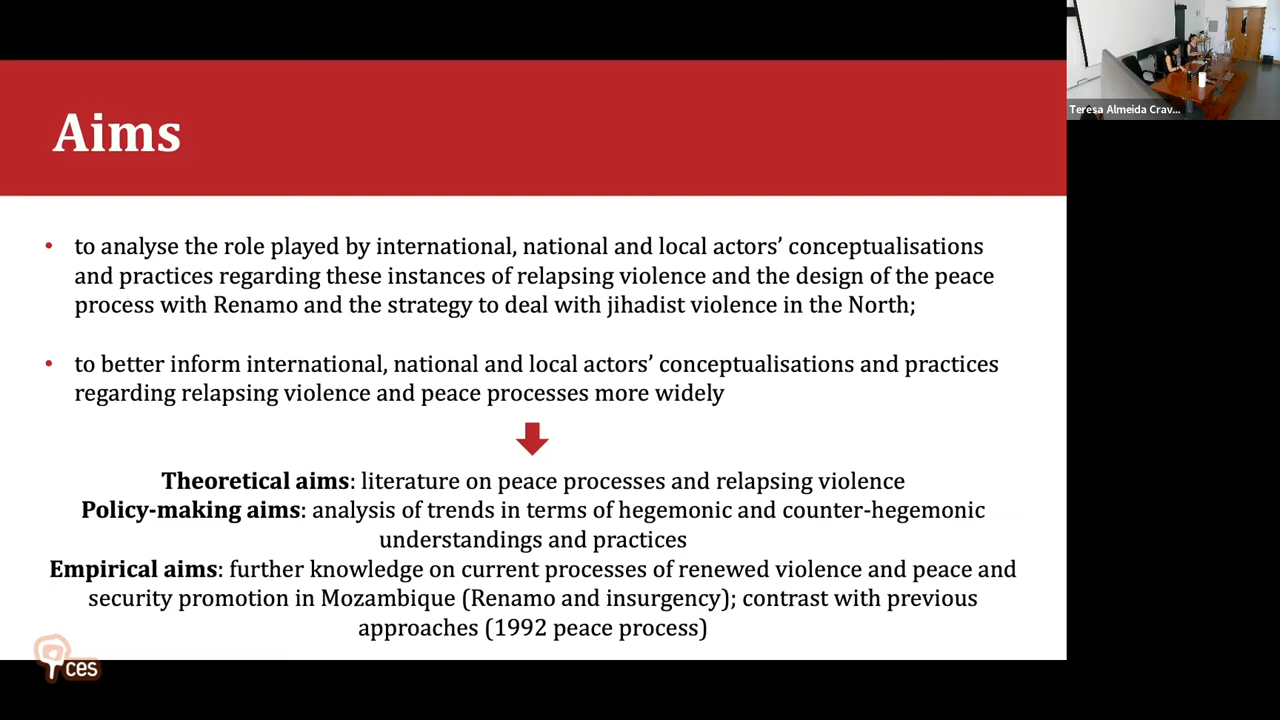 Aims
Teresa Almeida Crav...
• to analyse the role played by international, national and local actors’ conceptualisations
and practices regarding these instances of relapsing violence and the design of the peace
process with Renamo and the strategy to deal with jihadist violence in the North;
• to better inform international, national and local actors’ conceptualisations and practices
regarding relapsing violence and peace processes more widely
Theoretical aims: literature on peace processes and relapsing violence
Policy-making aims: analysis of trends in terms of hegemonic and counter-hegemonic
understandings and practices
Empirical aims: further knowledge on current processes of renewed violence and peace and
security promotion in Mozambique (Renamo and insurgency); contrast with previous
approaches (1992 peace process)
ces